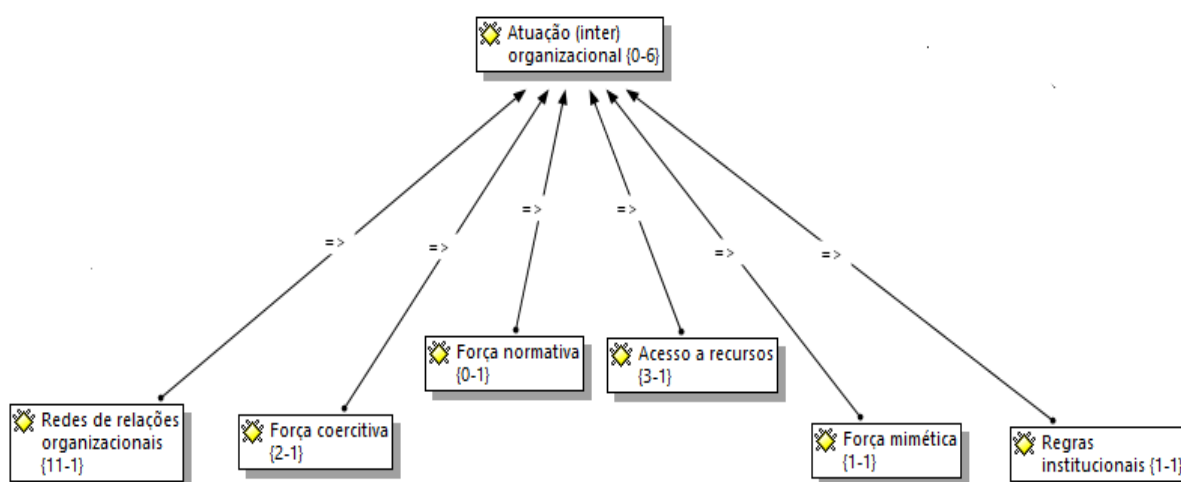 Atuação (inter)
organizacional {0-6}
=>
=>
=>
=>
=>
=>
Força normativa
{0-1}
Acesso a recursos
{3-1}
Redes de relações
organizacionais
{11-1}
Força coercitiva
{2-1}
Força mimética
{1-1}
Regras
institucionais {1-1}